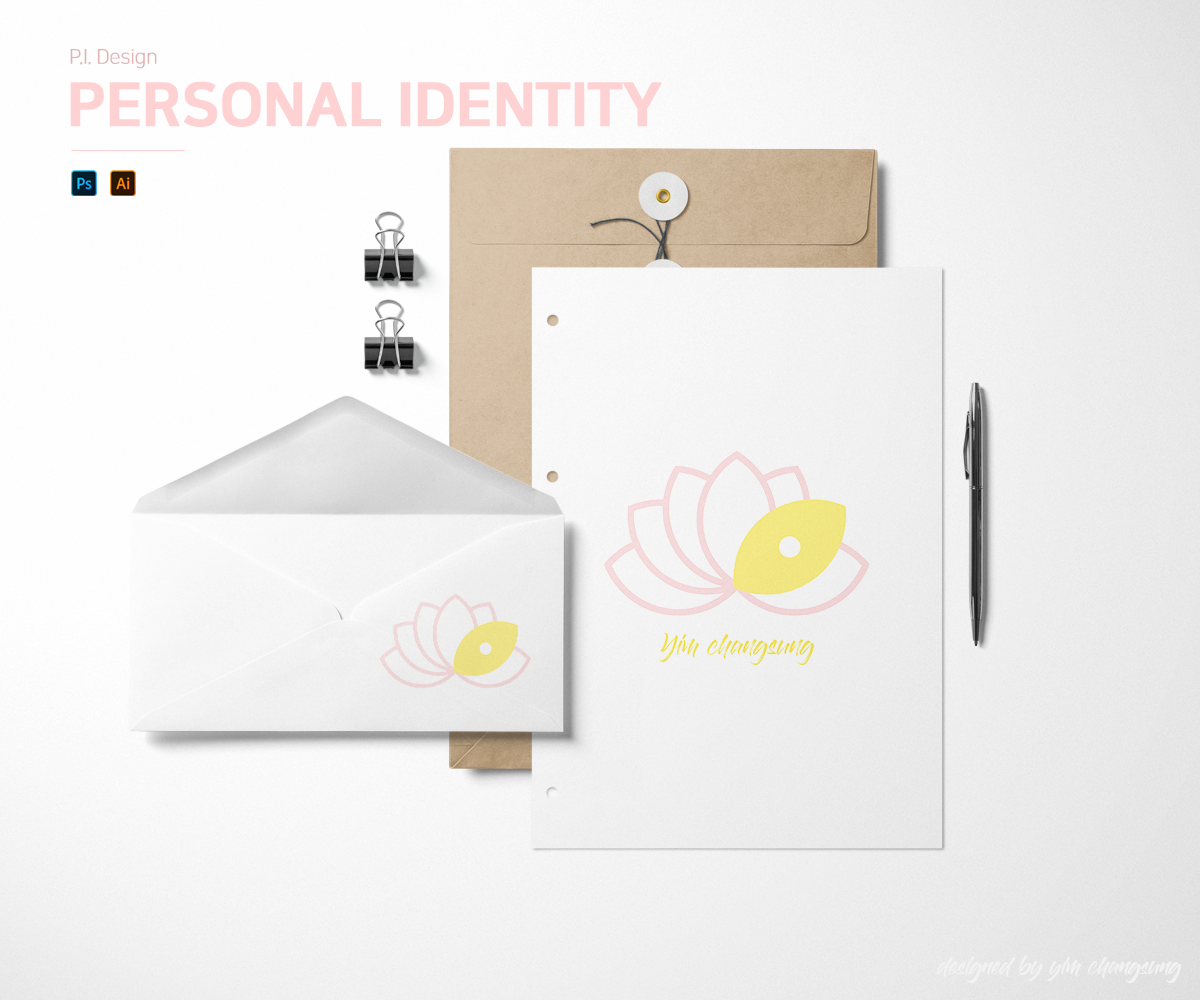 P.I. Design
PERSONAL IDENTITY
Ps Ai
Yim changsung
designed by yim changsung